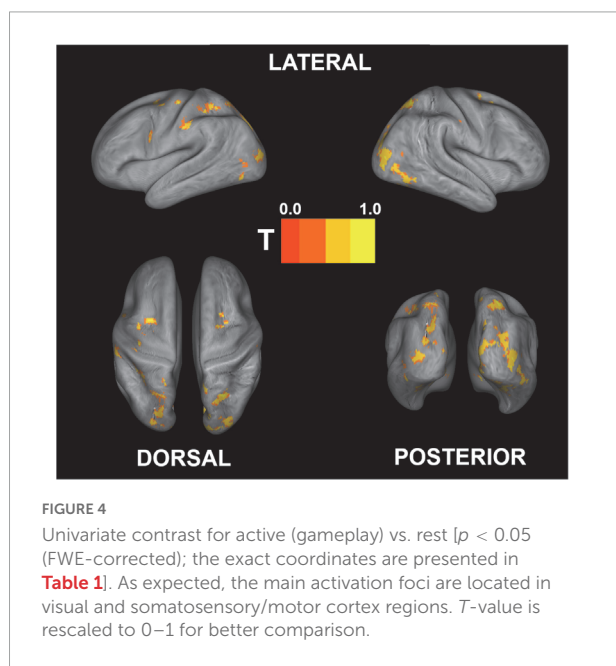 LATERAL
0.0 1.0
T
DORSAL POSTERIOR
FIGURE 4
Univariate contrast for active (gameplay) vs. rest [p < 0.05
(FWE-corrected); the exact coordinates are presented in
Table 1]. As expected, the main activation foci are located in
visual and somatosensory/motor cortex regions. T-value is
rescaled to 0–1 for better comparison.